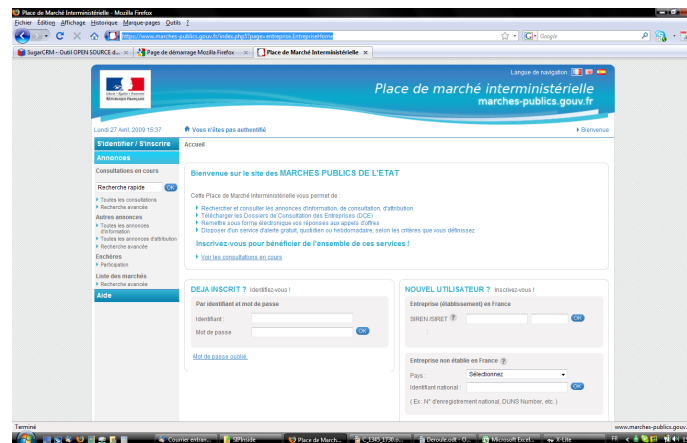 Place de Marché Interministérielle - Mozilla Firefox
Fichier Edition Affichage Historique Marque-pages Outils ?
https://www.marches-publics.gouv.fr/index.php5?page=entreprise.EntrepriseHome
Google
SugarCRM - Outil OPEN SOURCE d...
Page de démarrage Mozilla Firefox
Place de Marché Interministérielle
Langue de navigation
Place de marché interministérielle
marches-publics.gouv.fr
Liberté • Égalité • Fraternité
RÉPUBLIQUE FRANÇAISE
Lundi 27 Avril, 2009 15:37
Vous n'êtes pas authentifié
Bienvenue
S'identifier / S'inscrire
Annonces
Consultations en cours
Recherche rapide
OK
Toutes les consultations
Recherche avancée
Autres annonces
Toutes les annonces d'information
Toutes les annonces d'attribution
Recherche avancée
Enchères
Participation
Liste des marchés
Recherche avancée
Aide
Accueil
Bienvenue sur le site des MARCHES PUBLICS DE L'ETAT
Cette Place de Marché Interministérielle vous permet de :
Rechercher et consulter les annonces d'information, de consultation, d'attribution
Télécharger les Dossiers de Consultation des Entreprises (DCE)
Remettre sous forme électronique vos réponses aux appels d'offres
Disposer d'un service d'alerte gratuit, quotidien ou hebdomadaire, selon les critères que vous définissez
Inscrivez-vous pour bénéficier de l'ensemble de ces services !
Voir les consultations en cours
DEJA INSCRIT ? Identifiez-vous !
Par identifiant et mot de passe
Identifiant :
Mot de passe
OK
Mot de passe oublié.
NOUVEL UTILISATEUR ? Inscrivez-vous !
Entreprise (établissement) en France
SIREN /SIRET ?
:
OK
Entreprise non établie en France ?
Pays :
Sélectionnez
Identifiant national :
OK
( Ex : N° d'enregistrement national, DUNS Number, etc. )
Terminé
www.marches-publics.gouv.
Courrier entran...
SIPInside
Place de March...
C_1345_1730.o...
Deroule.odt - O...
Microsoft Excel...
X-Lite
FR